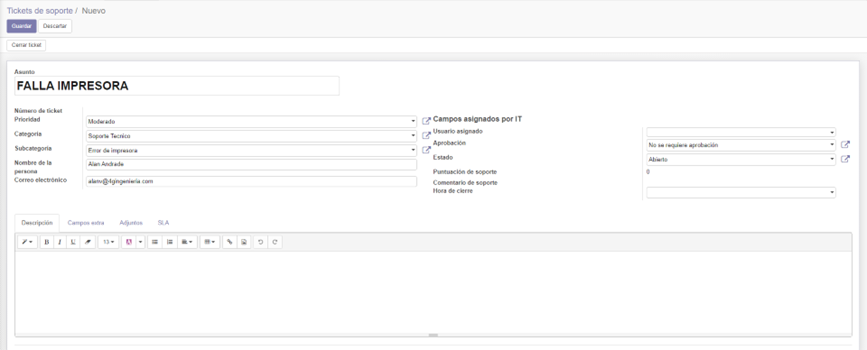 Tickets de soporte / Nuevo
Guardar Descartar
Cerrar ticket
Asunto
FALLA IMPRESORA
Número de ticket
Prioridad Moderado
Categoria Soporte Tecnico
Subcategoria Error de impresora
Nombre de la persona Alan Andrade
Correo electrónico alanv@4gingenieria.com
Campos asignados por IT
Usuario asignado
Aprobación No se requiere aprobación
Estado Abierto
Puntuación de soporte 0
Comentario de soporte
Hora de cierre
Descripción Campos extra Adjuntos SLA
B I U 13 A